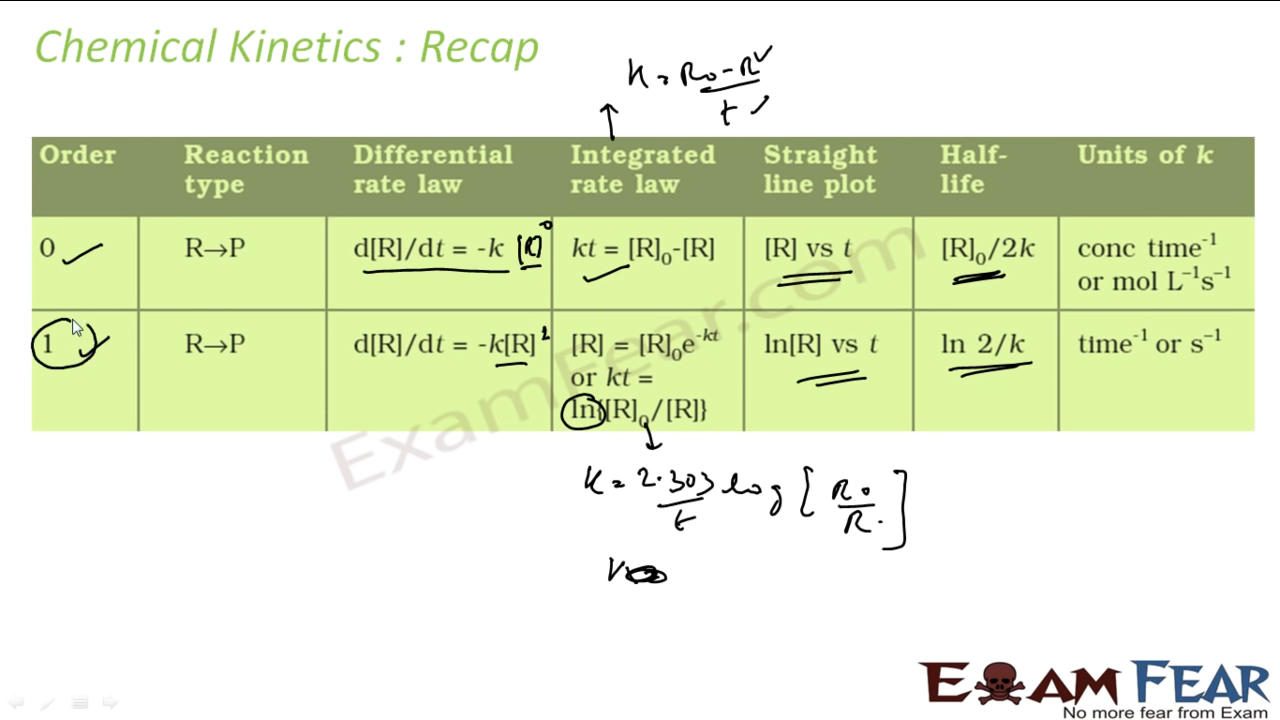 Chemical Kinetics : Recap
K = R₀ - R
t
Order Reaction type Differential rate law Integrated rate law Straight line plot Half-life Units of k
0 R→P d[R]/dt = -k [R]⁰ kt = [R]₀-[R] [R] vs t [R]₀/2k conc time⁻¹
or mol L⁻¹s⁻¹
1 R→P d[R]/dt = -k[R]¹ [R] = [R]₀e⁻ᵏᵗ ln[R] vs t ln 2/k time⁻¹ or s⁻¹
or kt =
ln{[R]₀/[R]}
ExamFear.com
K = 2.303 log [R₀
t R]
EXAM FEAR
No more fear from Exam